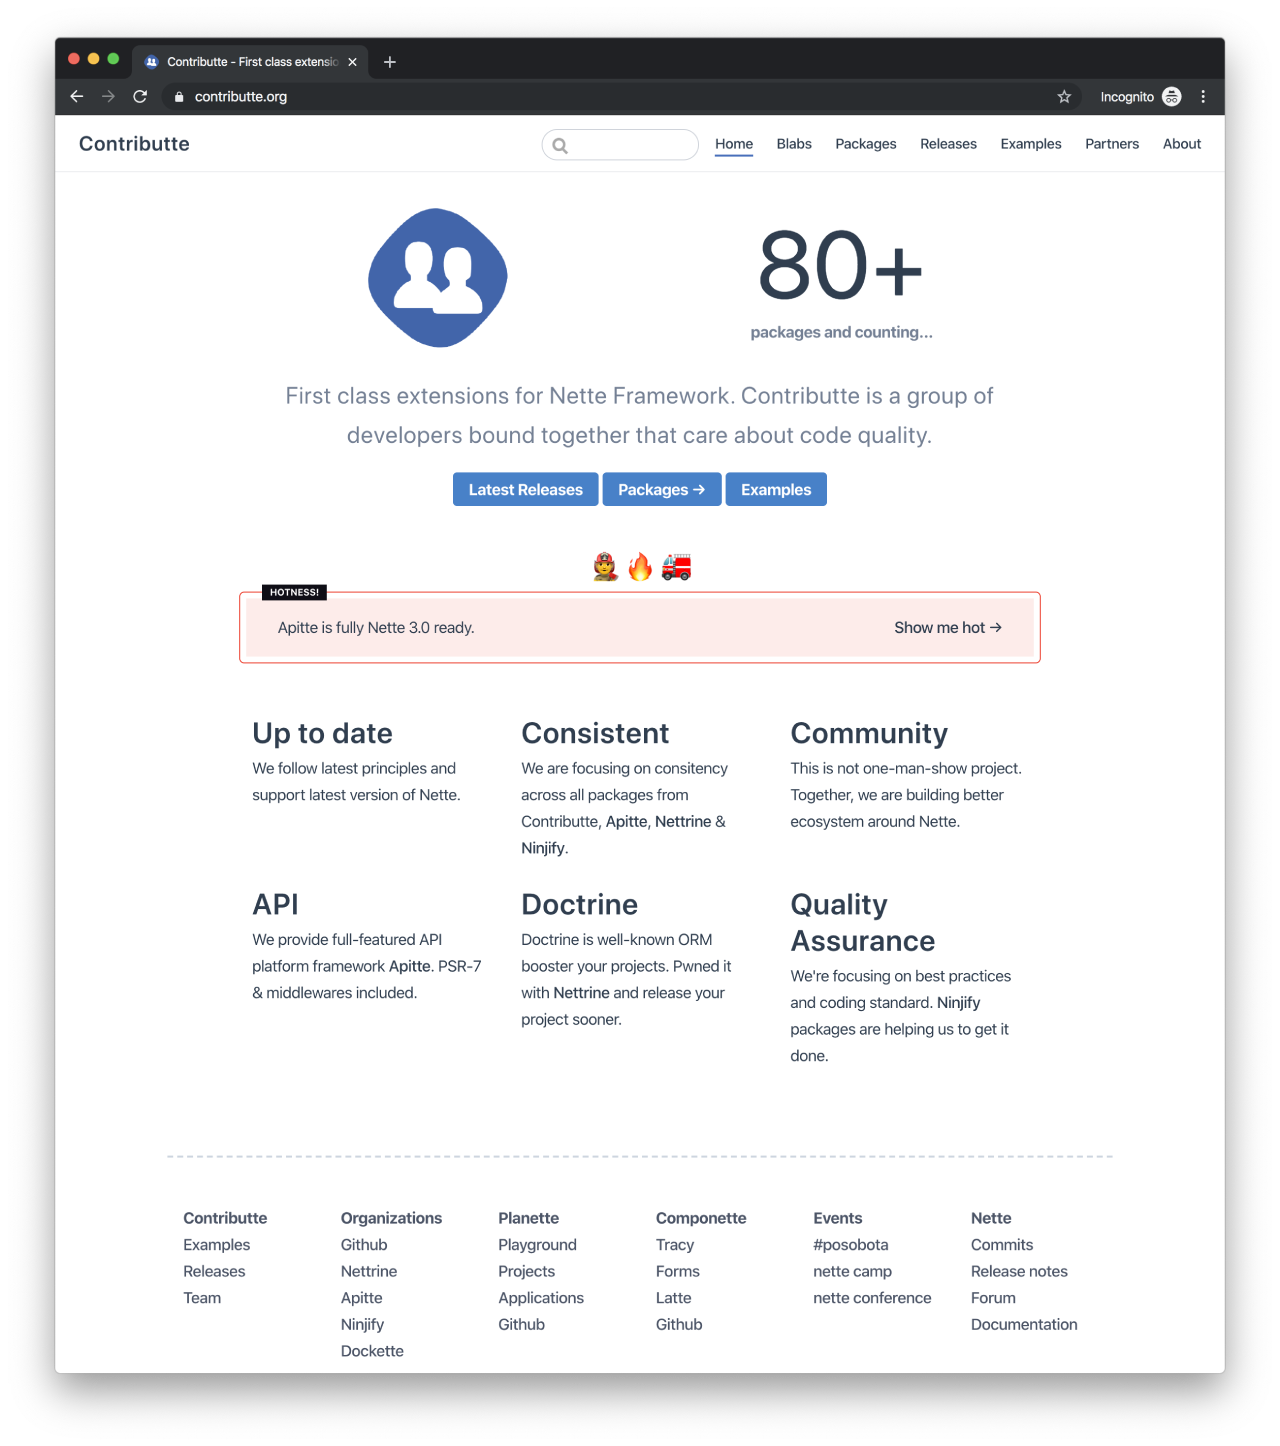 Contributte - First class extensio
contributte.org
Incognito
Contributte
Home Blabs Packages Releases Examples Partners About
80+
packages and counting...
First class extensions for Nette Framework. Contributte is a group of
developers bound together that care about code quality.
Latest Releases Packages → Examples
HOTNESS!
Apitte is fully Nette 3.0 ready. Show me hot →
Up to date
We follow latest principles and
support latest version of Nette.
Consistent
We are focusing on consitency
across all packages from
Contributte, Apitte, Nettrine &
Ninjify.
Community
This is not one-man-show project.
Together, we are building better
ecosystem around Nette.
API
We provide full-featured API
platform framework Apitte. PSR-7
& middlewares included.
Doctrine
Doctrine is well-known ORM
booster your projects. Pwned it
with Nettrine and release your
project sooner.
Quality
Assurance
We're focusing on best practices
and coding standard. Ninjify
packages are helping us to get it
done.
Contributte
Examples
Releases
Team
Organizations
Github
Nettrine
Apitte
Ninjify
Dockette
Planette
Playground
Projects
Applications
Github
Componette
Tracy
Forms
Latte
Github
Events
#posobota
nette camp
nette conference
Nette
Commits
Release notes
Forum
Documentation